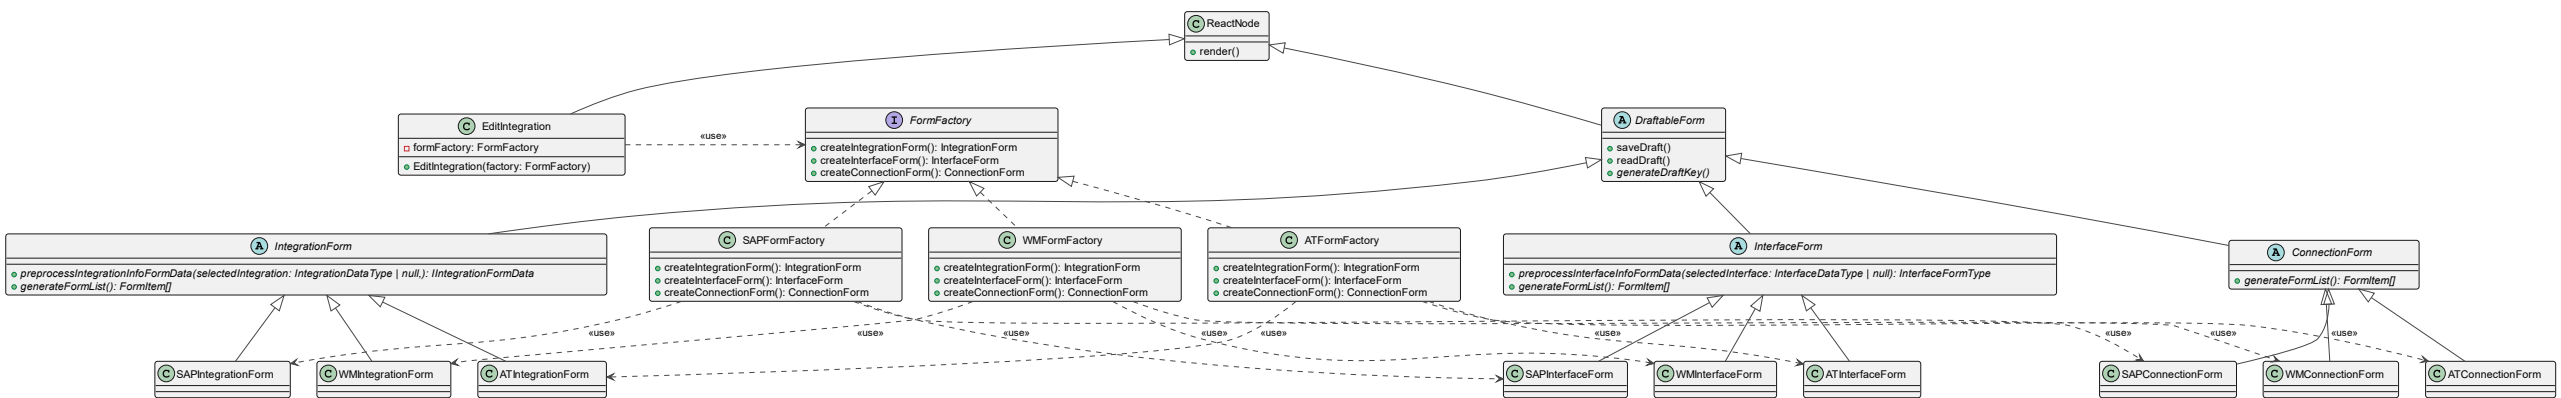 C ReactNode
render()
C EditIntegration
formFactory: FormFactory
EditIntegration(factory: FormFactory)
«use»
I FormFactory
createIntegrationForm(): IntegrationForm
createInterfaceForm(): InterfaceForm
createConnectionForm(): ConnectionForm
A DraftableForm
saveDraft()
readDraft()
generateDraftKey()
A IntegrationForm
preprocessIntegrationInfoFormData(selectedIntegration: IntegrationDataType | null,): IIntegrationFormData
generateFormList(): FormItem[]
C SAPFormFactory
createIntegrationForm(): IntegrationForm
createInterfaceForm(): InterfaceForm
createConnectionForm(): ConnectionForm
C WMFormFactory
createIntegrationForm(): IntegrationForm
createInterfaceForm(): InterfaceForm
createConnectionForm(): ConnectionForm
C ATFormFactory
createIntegrationForm(): IntegrationForm
createInterfaceForm(): InterfaceForm
createConnectionForm(): ConnectionForm
A InterfaceForm
preprocessInterfaceInfoFormData(selectedInterface: InterfaceDataType | null): InterfaceFormType
generateFormList(): FormItem[]
A ConnectionForm
generateFormList(): FormItem[]
«use»
«use»
«use»
«use»
«use»
«use»
«use»
«use»
«use»
C SAPIntegrationForm
C WMIntegrationForm
C ATIntegrationForm
C SAPInterfaceForm
C WMInterfaceForm
C ATInterfaceForm
C SAPConnectionForm
C WMConnectionForm
C ATConnectionForm